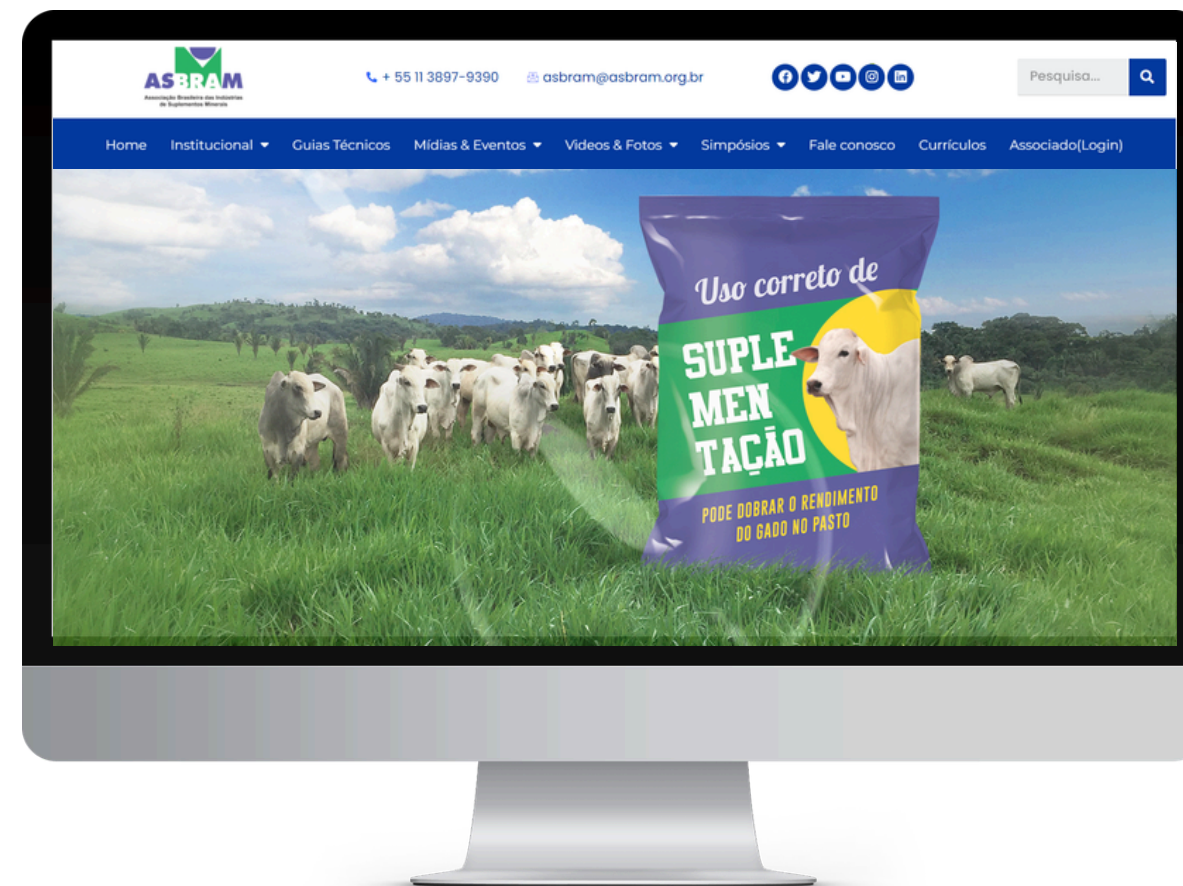 ASBRAM
Associação Brasileira das Indústrias
de Suplementos Minerais
+ 55 11 3897-9390
asbram@asbram.org.br
Pesquisa...
Home
Institucional
Guias Técnicos
Mídias & Eventos
Videos & Fotos
Simpósios
Fale conosco
Currículos
Associado(Login)
Uso correto de
SUPLE
MEN
TAÇÃO
PODE DOBRAR O RENDIMENTO
DO GADO NO PASTO